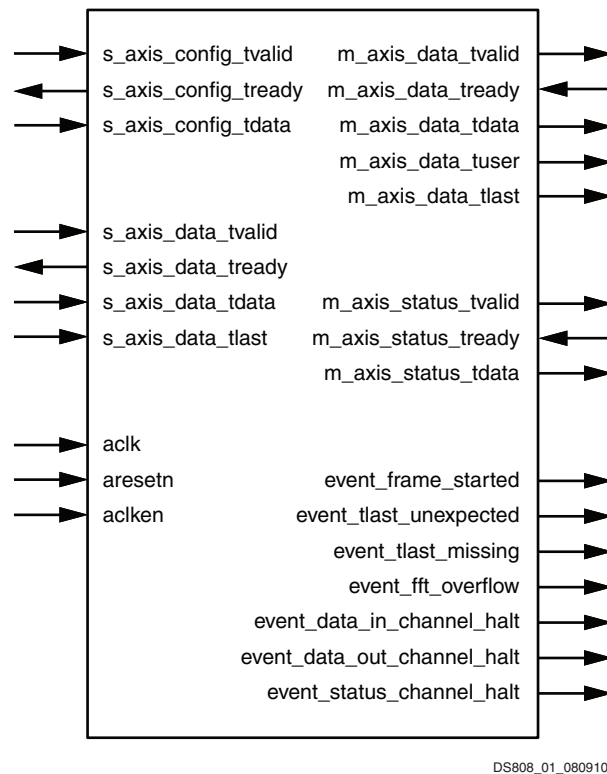 s_axis_config_tvalid m_axis_data_tvalid
s_axis_config_tready m_axis_data_tready
s_axis_config_tdata m_axis_data_tdata
m_axis_data_tuser
m_axis_data_tlast
s_axis_data_tvalid
s_axis_data_tready
s_axis_data_tdata m_axis_status_tvalid
s_axis_data_tlast m_axis_status_tready
m_axis_status_tdata
aclk
aresetn event_frame_started
aclken event_tlast_unexpected
event_tlast_missing
event_fft_overflow
event_data_in_channel_halt
event_data_out_channel_halt
event_status_channel_halt
DS808_01_080910